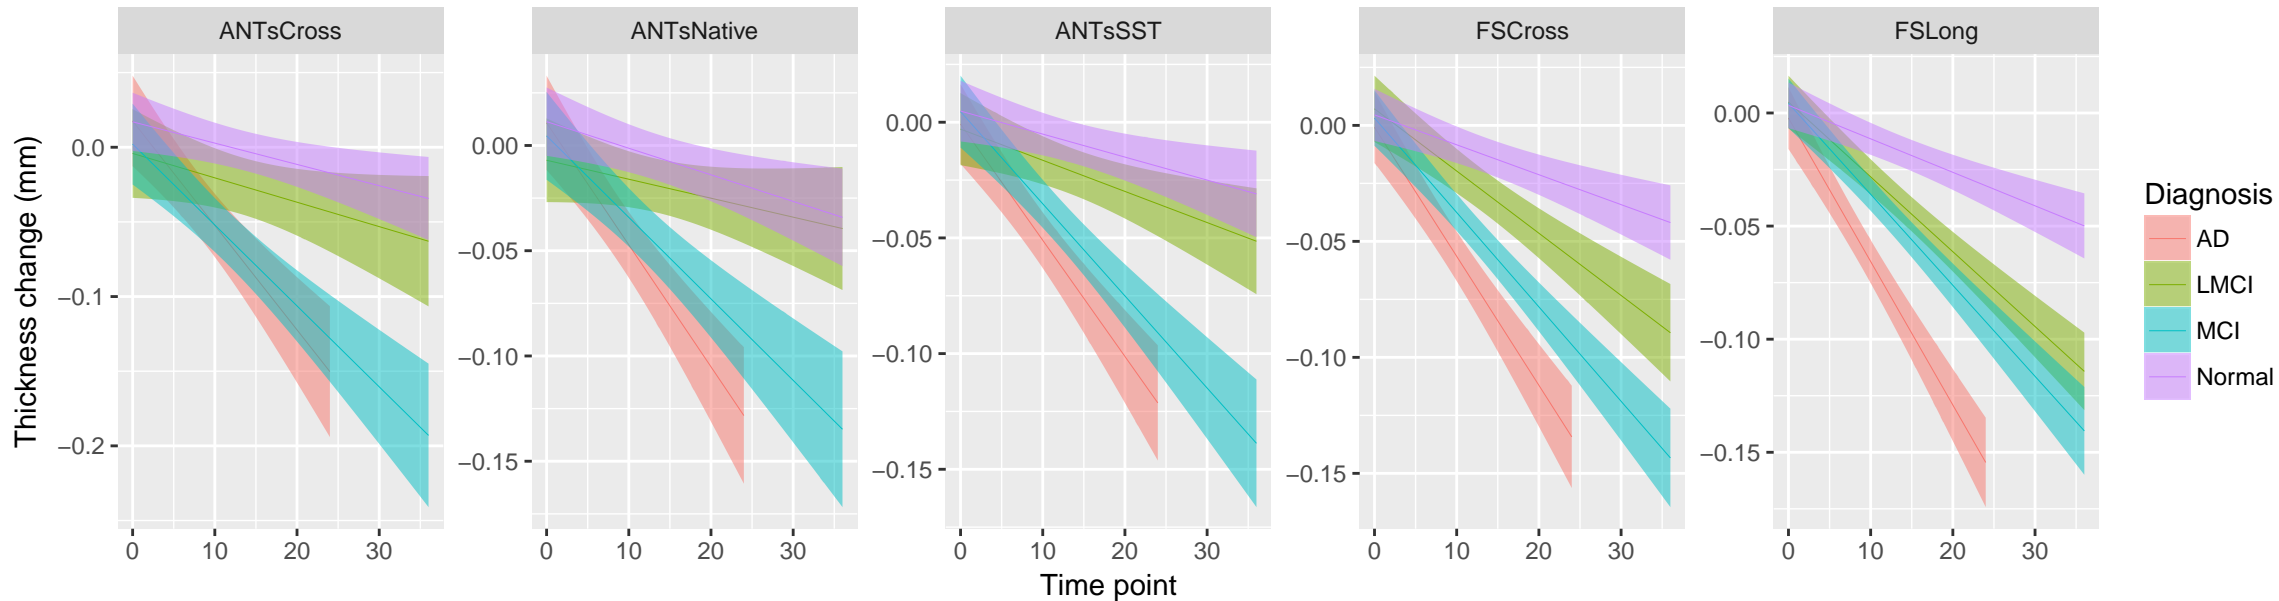 ANTsCross
ANTsNative
ANTsSST
FSCross
FSLong
Thickness change (mm)
0.0
−0.1
−0.2
0.00
−0.05
−0.10
−0.15
0.00
−0.05
−0.10
−0.15
0.00
−0.05
−0.10
−0.15
0.00
−0.05
−0.10
−0.15
0 10 20 30
0 10 20 30
0 10 20 30
0 10 20 30
0 10 20 30
Time point
Diagnosis
AD
LMCI
MCI
Normal